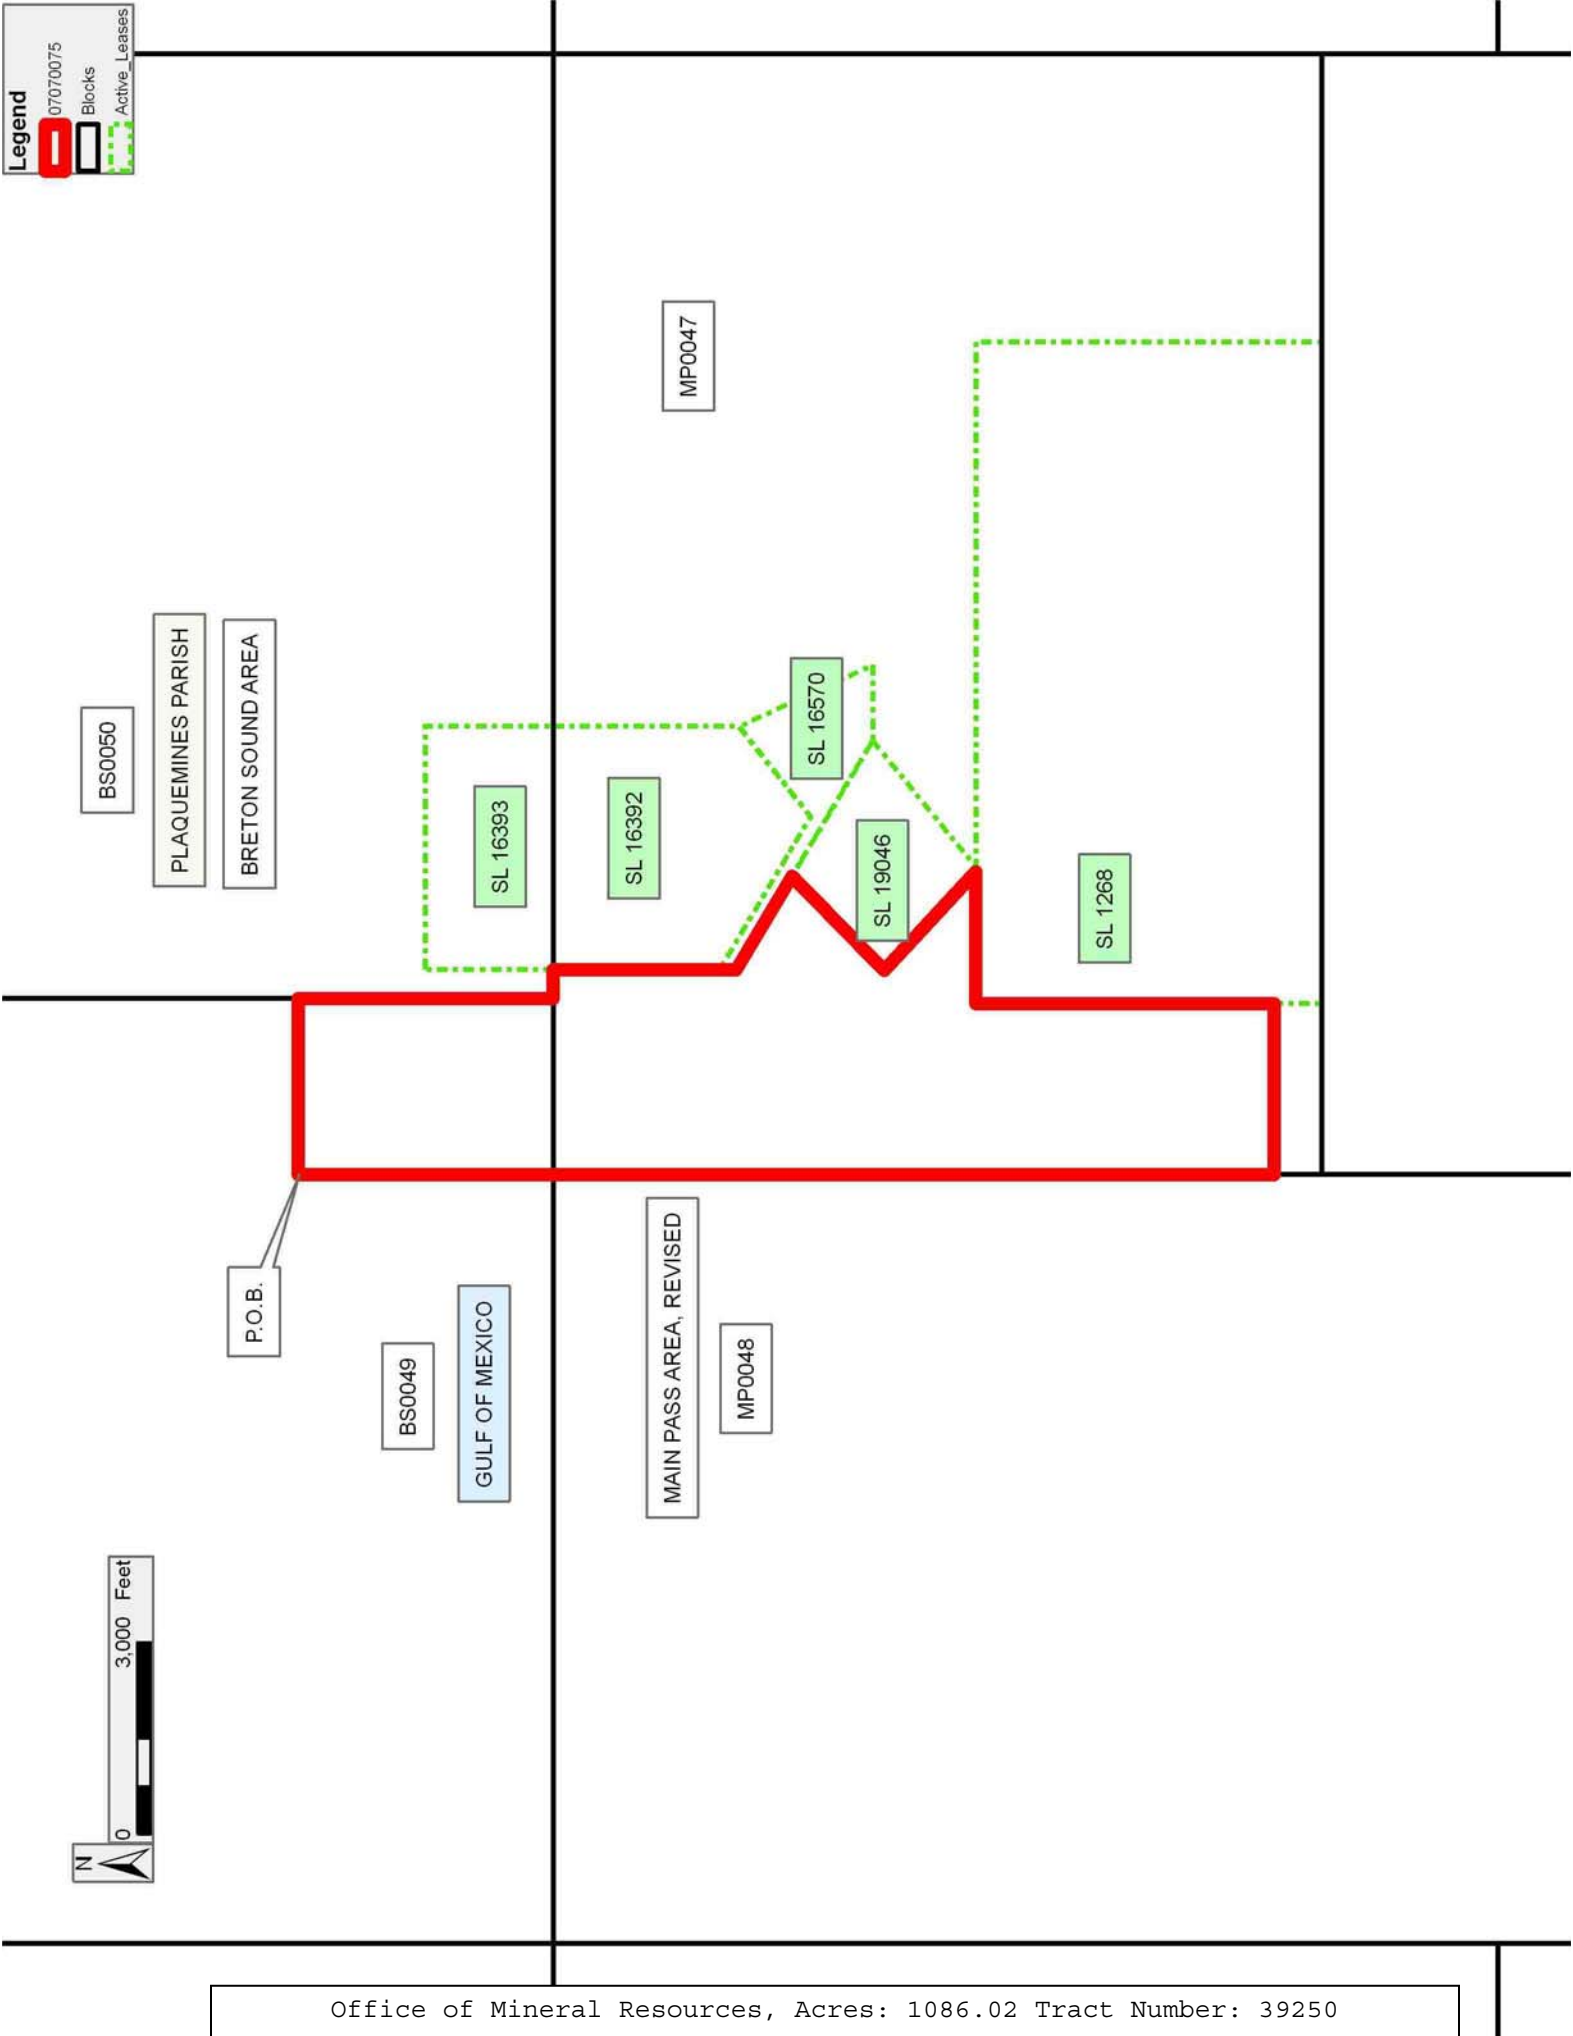 N
0 3,000 Feet
Legend
07070075
Blocks
Active_Leases
BS0050
PLAQUEMINES PARISH
BRETON SOUND AREA
P.O.B.
BS0049
GULF OF MEXICO
SL 16393
SL 16392
MAIN PASS AREA, REVISED
MP0047
MP0048
SL 16570
SL 19046
SL 1268
Office of Mineral Resources, Acres: 1086.02 Tract Number: 39250